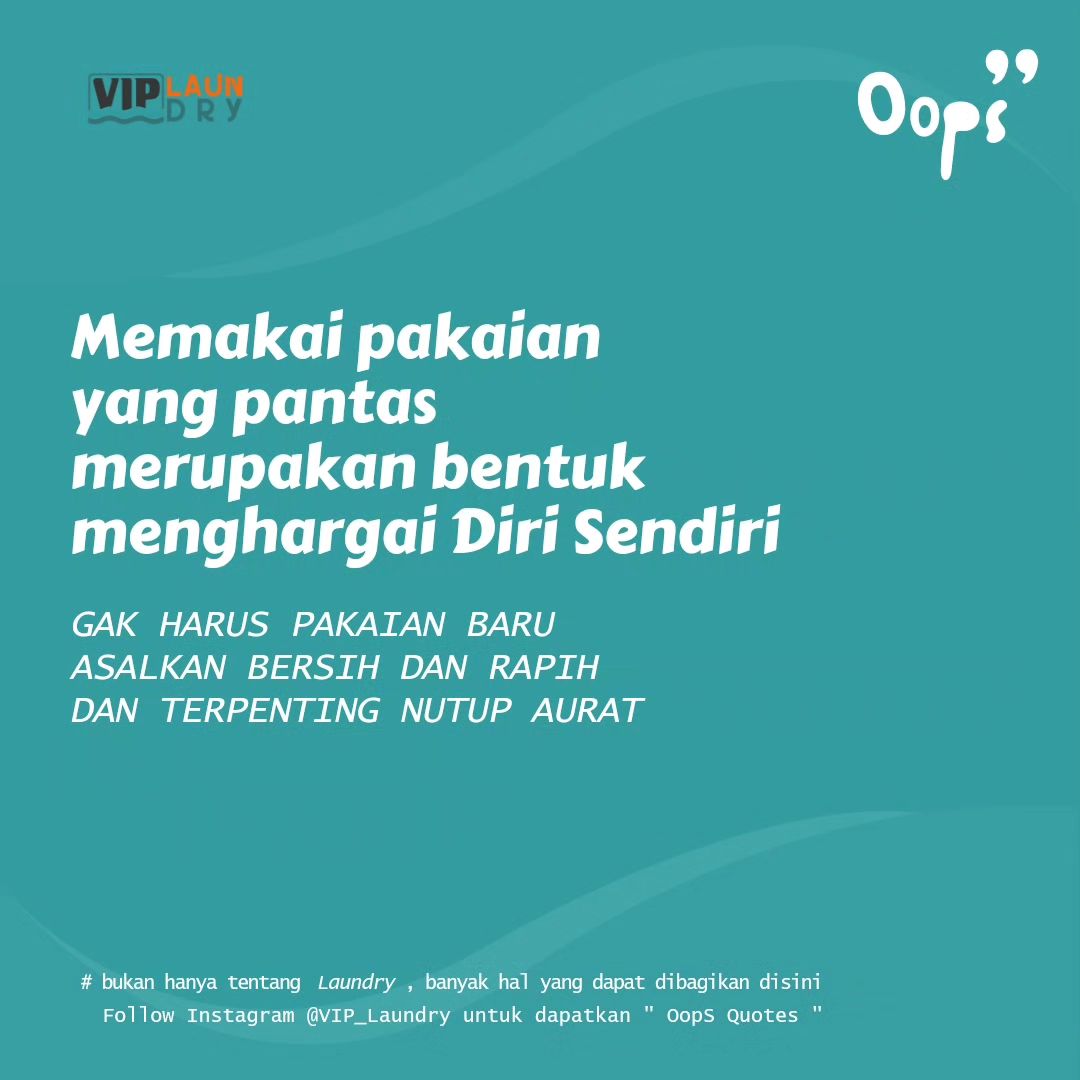 VIP LAUN
DRY
Oops”
Memakai pakaian
yang pantas
merupakan bentuk
menghargai Diri Sendiri
GAK HARUS PAKAIAN BARU
ASALKAN BERSIH DAN RAPIH
DAN TERPENTING NUTUP AURAT
# bukan hanya tentang Laundry , banyak hal yang dapat dibagikan disini
Follow Instagram @VIP_Laundry untuk dapatkan " OopS Quotes "